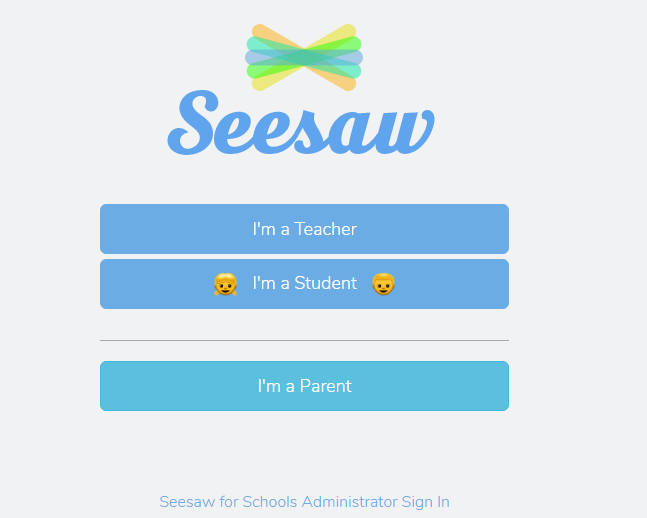 Seesaw
I'm a Teacher
I'm a Student
I'm a Parent
Seesaw for Schools Administrator Sign In